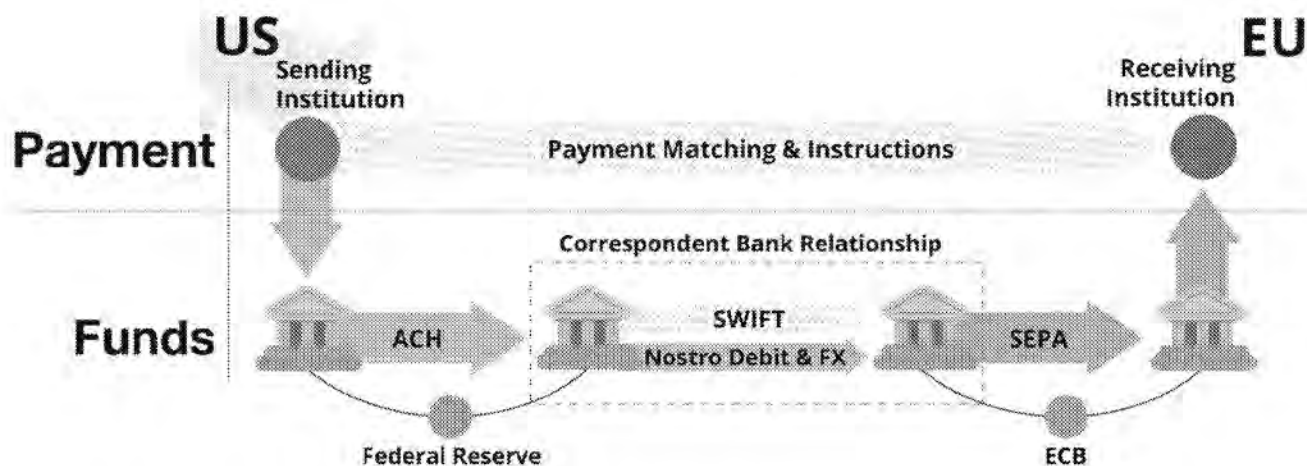 US
EU
Sending
Institution
Receiving
Institution
Payment
Payment Matching & Instructions
Correspondent Bank Relationship
Funds
ACH
SWIFT
Nostro Debit & FX
SEPA
Federal Reserve
ECB